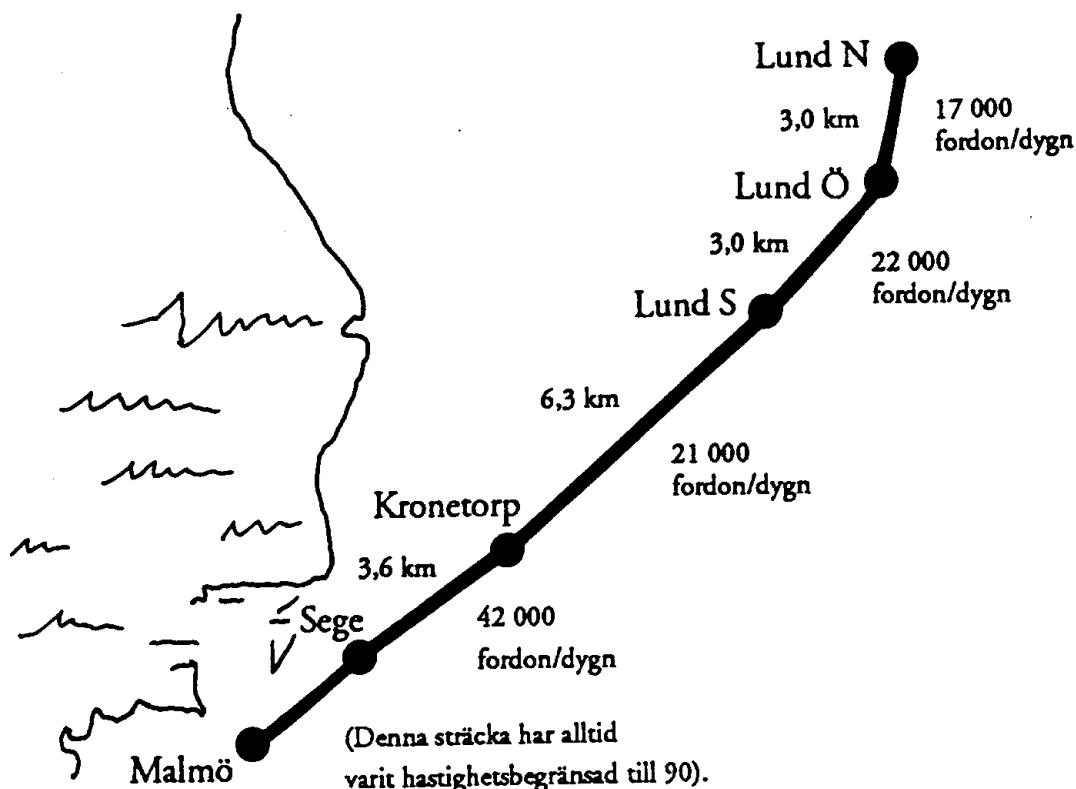 Lund N
3,0 km
17 000
fordon/dygn
Lund Ö
3,0 km
22 000
fordon/dygn
Lund S
6,3 km
21 000
fordon/dygn
Kronetorp
3,6 km
42 000
fordon/dygn
Sege
Malmö
(Denna sträcka har alltid
varit hastighetsbegränsad till 90).